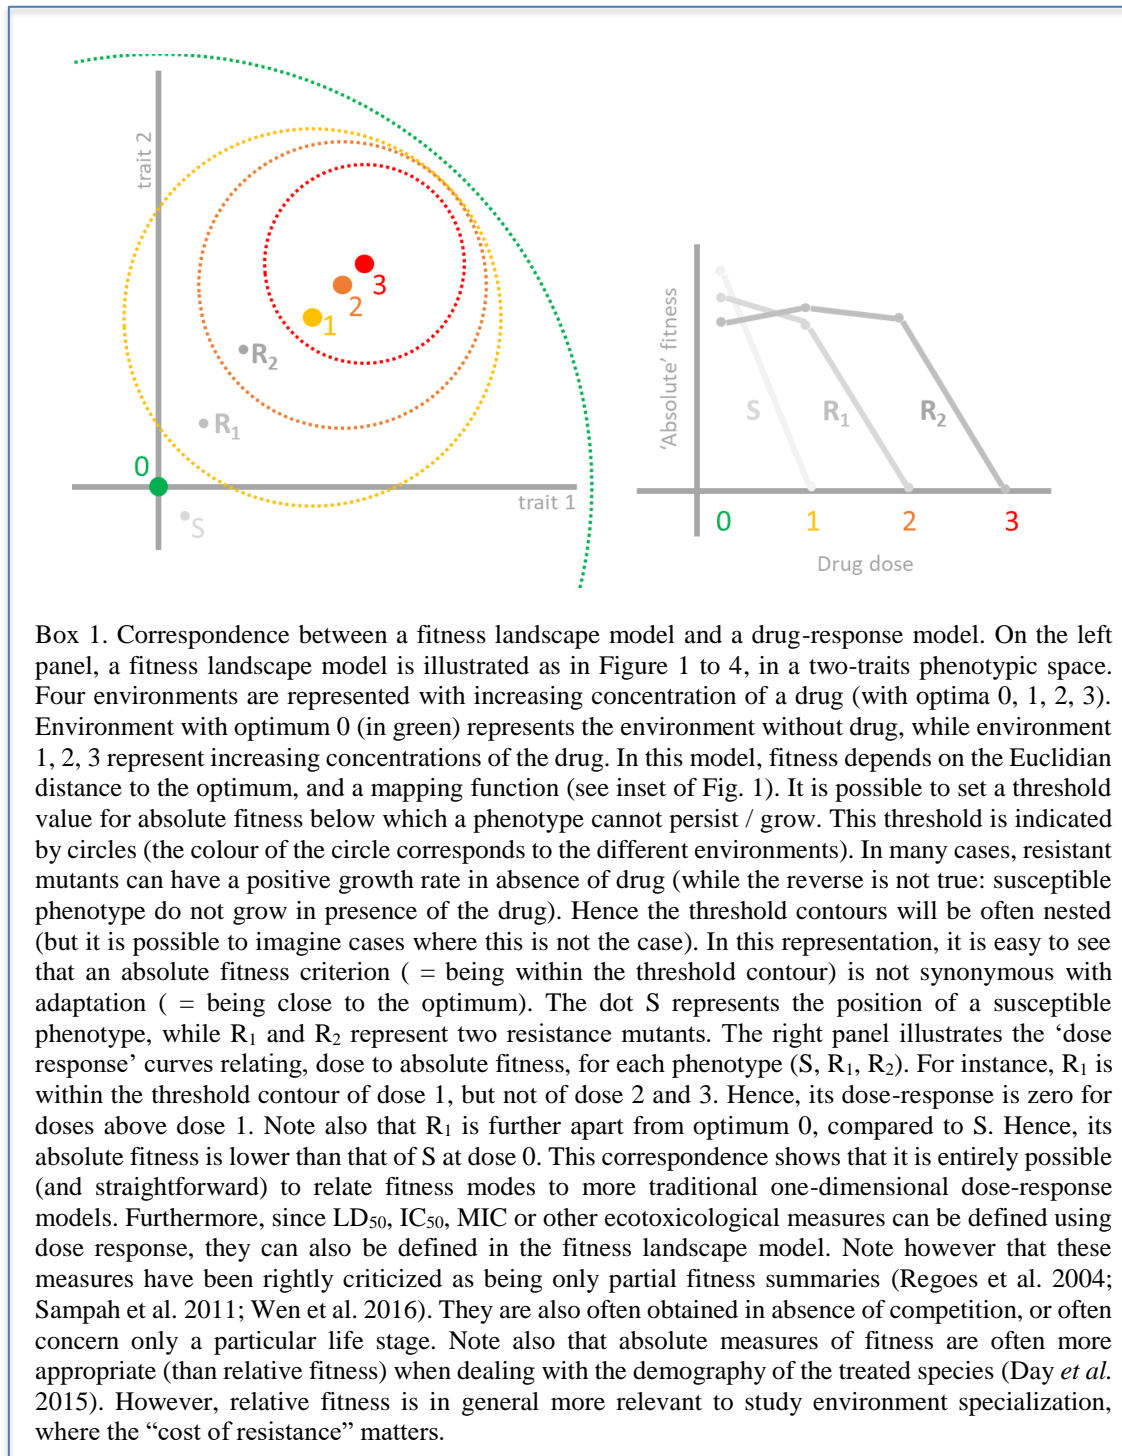 trait 2
3
2
1
R2
R1
0
trait 1
S
'Absolute' fitness
S
R1
R2
0
1
2
3
Drug dose
Box 1. Correspondence between a fitness landscape model and a drug-response model. On the left
panel, a fitness landscape model is illustrated as in Figure 1 to 4, in a two-traits phenotypic space.
Four environments are represented with increasing concentration of a drug (with optima 0, 1, 2, 3).
Environment with optimum 0 (in green) represents the environment without drug, while environment
1, 2, 3 represent increasing concentrations of the drug. In this model, fitness depends on the Euclidian
distance to the optimum, and a mapping function (see inset of Fig. 1). It is possible to set a threshold
value for absolute fitness below which a phenotype cannot persist / grow. This threshold is indicated
by circles (the colour of the circle corresponds to the different environments). In many cases, resistant
mutants can have a positive growth rate in absence of drug (while the reverse is not true: susceptible
phenotype do not grow in presence of the drug). Hence the threshold contours will be often nested
(but it is possible to imagine cases where this is not the case). In this representation, it is easy to see
that an absolute fitness criterion ( = being within the threshold contour) is not synonymous with
adaptation ( = being close to the optimum). The dot S represents the position of a susceptible
phenotype, while R1 and R2 represent two resistance mutants. The right panel illustrates the 'dose
response' curves relating, dose to absolute fitness, for each phenotype (S, R1, R2). For instance, R1 is
within the threshold contour of dose 1, but not of dose 2 and 3. Hence, its dose-response is zero for
doses above dose 1. Note also that R1 is further apart from optimum 0, compared to S. Hence, its
absolute fitness is lower than that of S at dose 0. This correspondence shows that it is entirely possible
(and straightforward) to relate fitness modes to more traditional one-dimensional dose-response
models. Furthermore, since LD50, IC50, MIC or other ecotoxicological measures can be defined using
dose response, they can also be defined in the fitness landscape model. Note however that these
measures have been rightly criticized as being only partial fitness summaries (Regoes et al. 2004;
Sampah et al. 2011; Wen et al. 2016). They are also often obtained in absence of competition, or often
concern only a particular life stage. Note also that absolute measures of fitness are often more
appropriate (than relative fitness) when dealing with the demography of the treated species (Day et al.
2015). However, relative fitness is in general more relevant to study environment specialization,
where the "cost of resistance" matters.